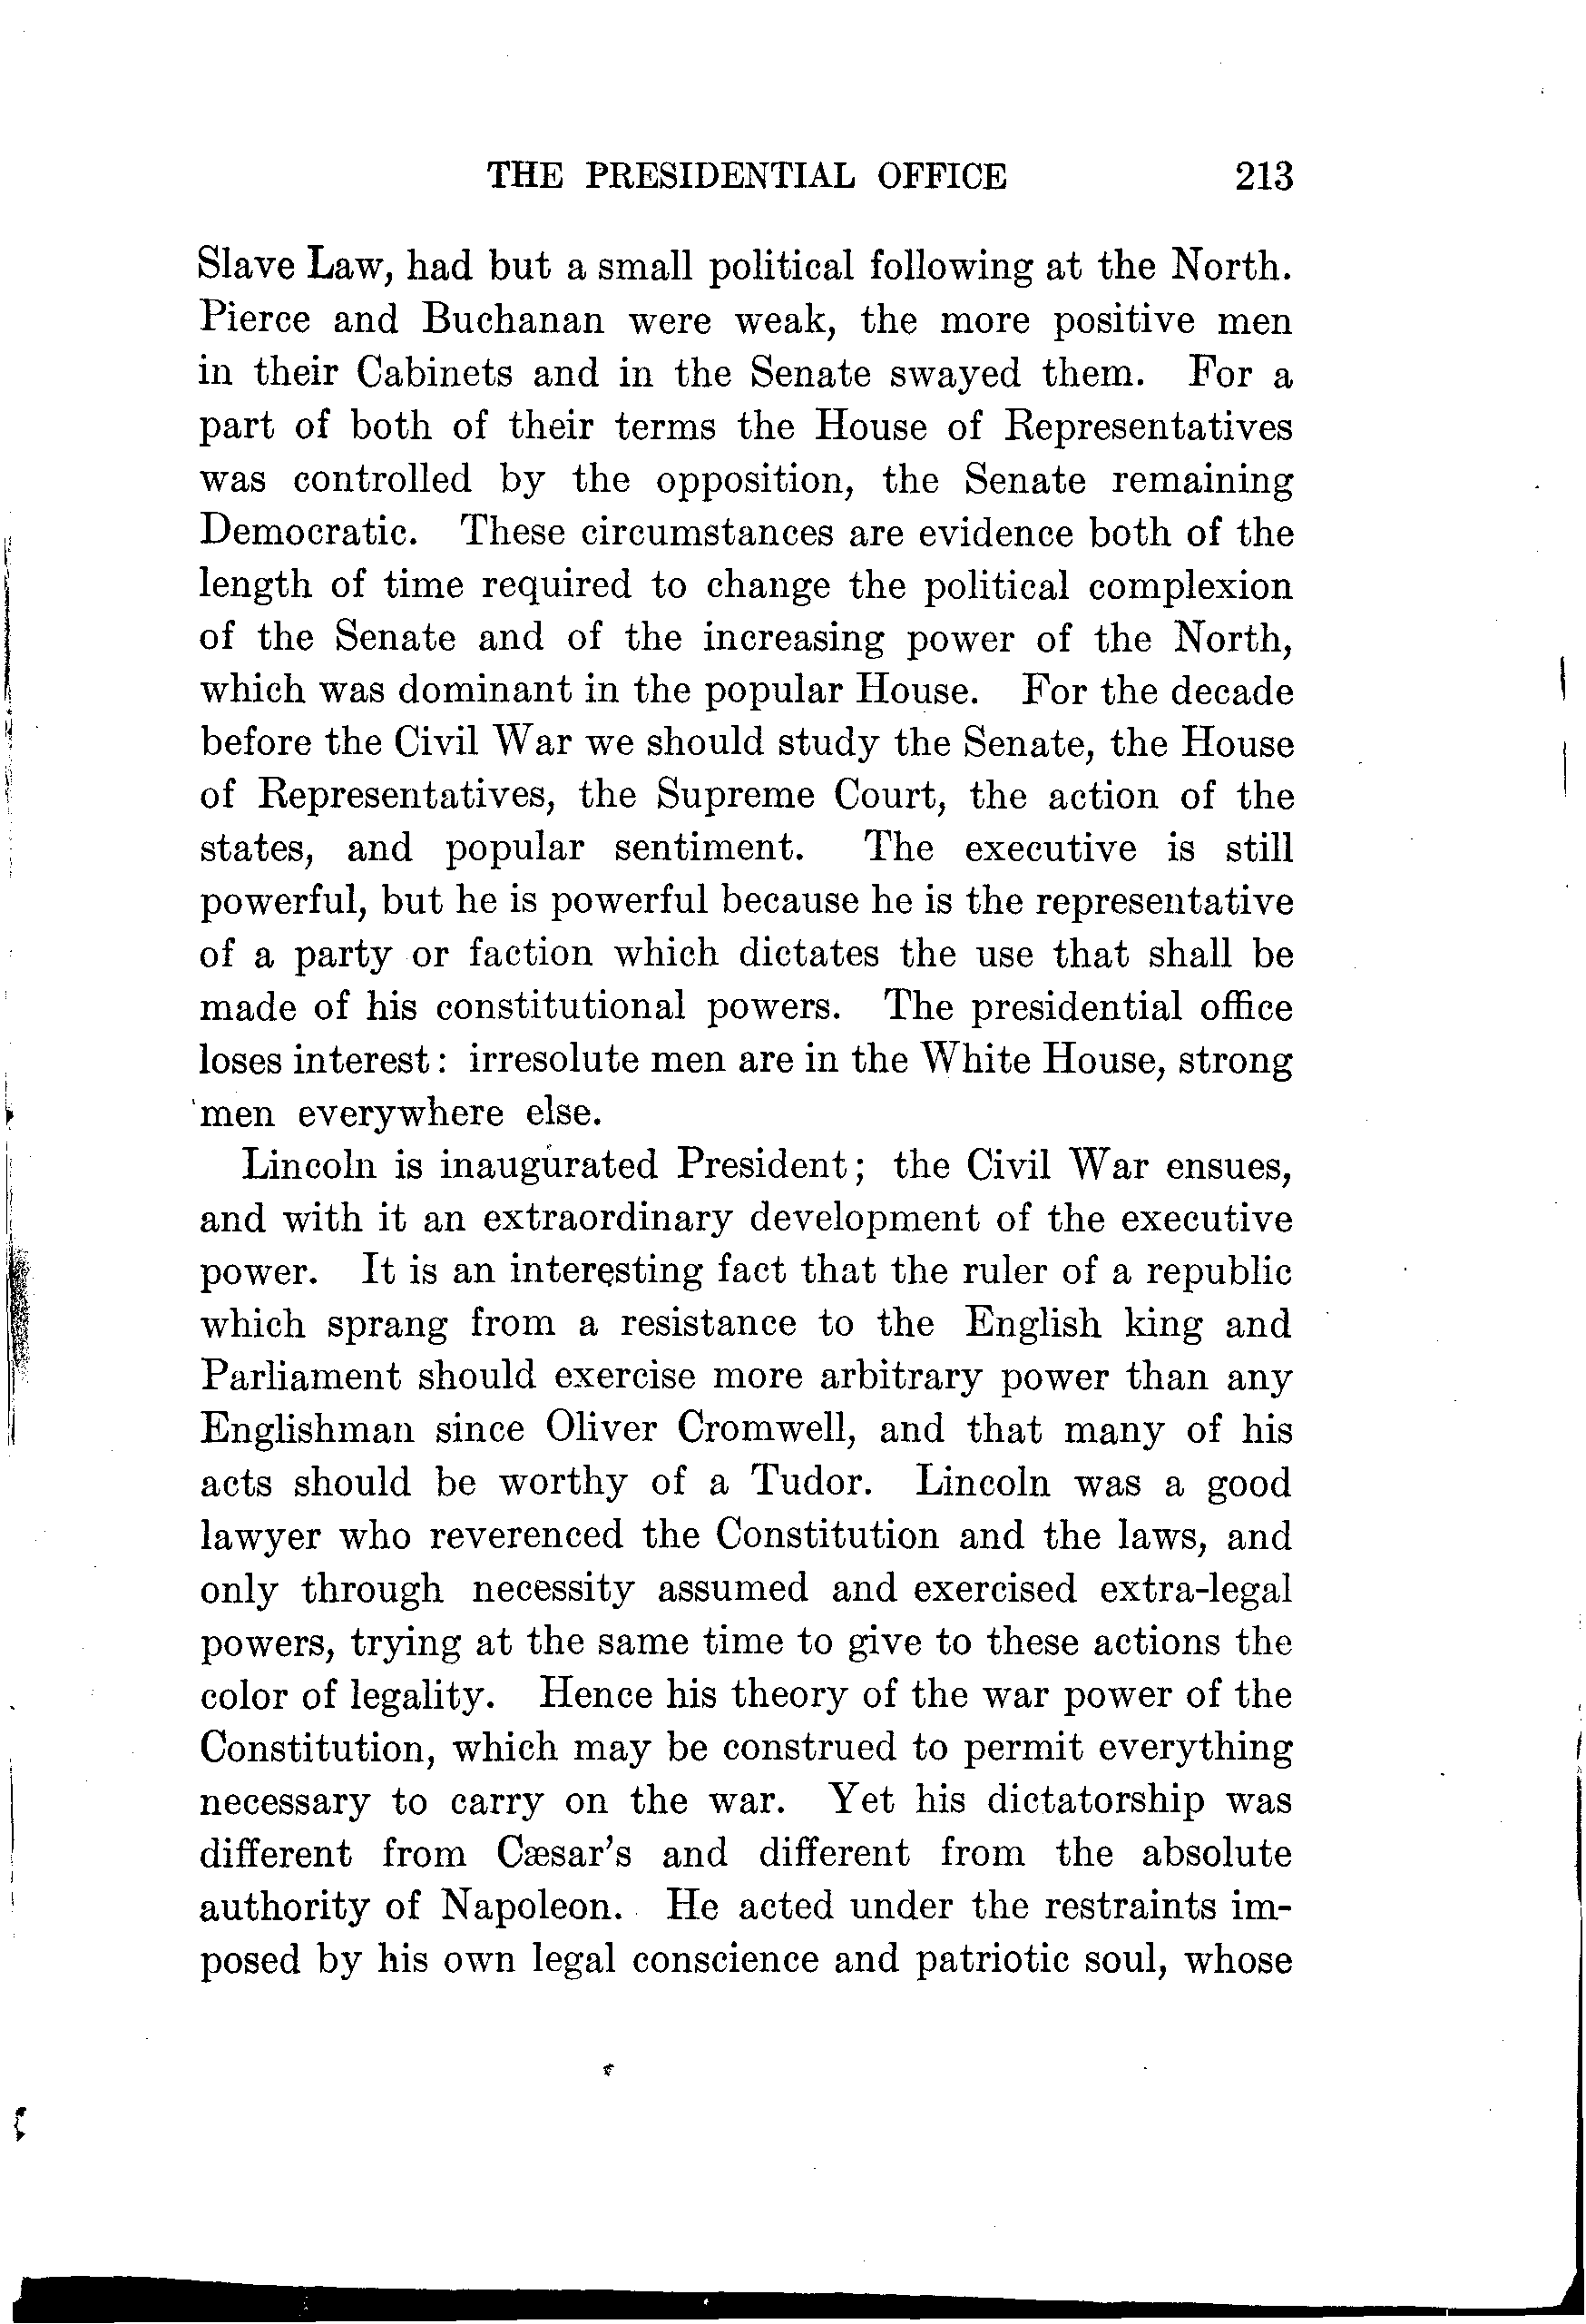 THE PRESIDENTIAL OFFICE 213
Slave Law, had but a small political following at the North.
Pierce and Buchanan were weak, the more positive men
in their Cabinets and in the Senate swayed them. For a
part of both of their terms the House of Representatives
was controlled by the opposition, the Senate remaining
Democratic. These circumstances are evidence both of the
length of time required to change the political complexion
of the Senate and of the increasing power of the North,
which was dominant in the popular House. For the decade
before the Civil War we should study the Senate, the House
of Representatives, the Supreme Court, the action of the
states, and popular sentiment. The executive is still
powerful, but he is powerful because he is the representative
of a party or faction which dictates the use that shall be
made of his constitutional powers. The presidential office
loses interest: irresolute men are in the White House, strong
men everywhere else.
Lincoln is inaugurated President; the Civil War ensues,
and with it an extraordinary development of the executive
power. It is an interesting fact that the ruler of a republic
which sprang from a resistance to the English king and
Parliament should exercise more arbitrary power than any
Englishman since Oliver Cromwell, and that many of his
acts should be worthy of a Tudor. Lincoln was a good
lawyer who reverenced the Constitution and the laws, and
only through necessity assumed and exercised extra-legal
powers, trying at the same time to give to these actions the
color of legality. Hence his theory of the war power of the
Constitution, which may be construed to permit everything
necessary to carry on the war. Yet his dictatorship was
different from Cæsar's and different from the absolute
authority of Napoleon. He acted under the restraints im-
posed by his own legal conscience and patriotic soul, whose